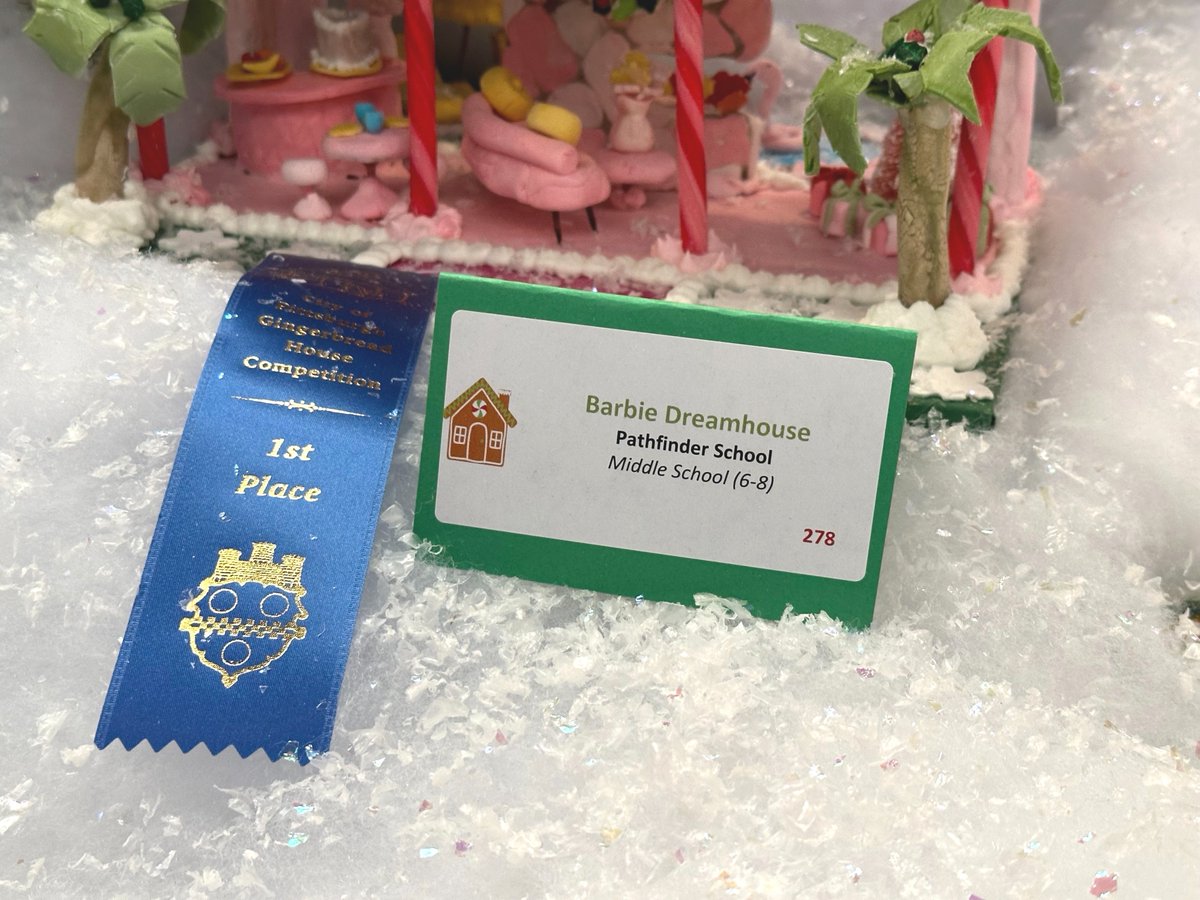 City of
Pittsburgh
Gingerbread
House
Competition
1st
Place
Barbie Dreamhouse
Pathfinder School
Middle School (6-8)
278